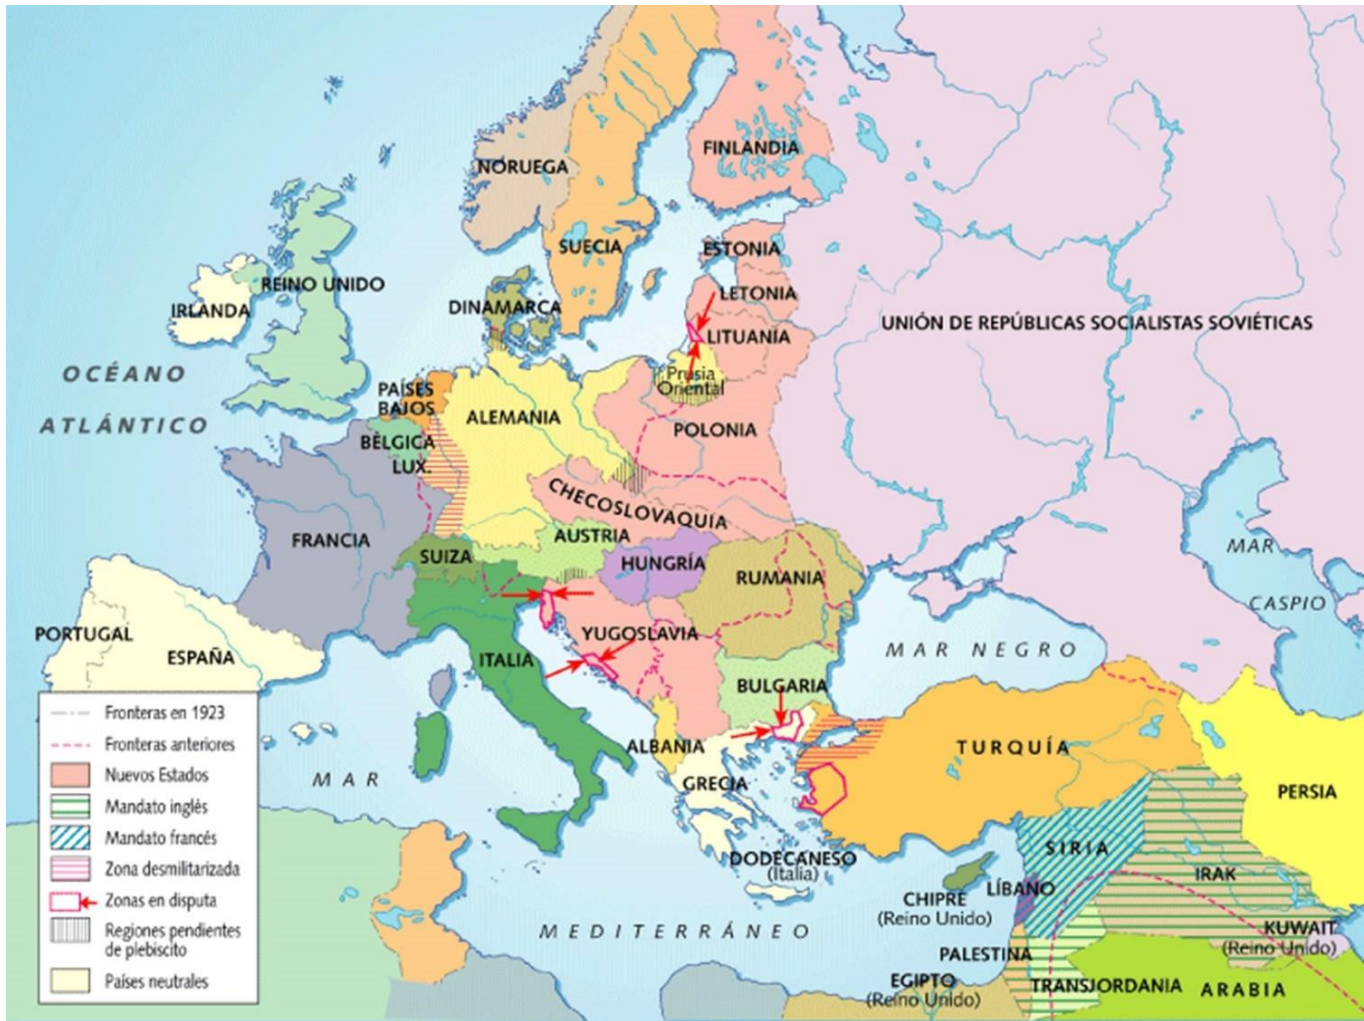 NORUEGA
FINLANDIA
SUECIA
ESTONIA
REINO UNIDO
IRLANDA
DINAMARCA
LETONIA
LITUANIA
UNIÓN DE REPÚBLICAS SOCIALISTAS SOVIÉTICAS
OCÉANO
ATLÁNTICO
PAÍSES
BAJOS
Prusia
Oriental
ALEMANIA
POLONIA
BÉLGICA
LUX.
CHECOSLOVAQUIA
FRANCIA
AUSTRIA
SUIZA
HUNGRÍA
RUMANIA
MAR
CASPIO
PORTUGAL
ESPAÑA
YUGOSLAVIA
ITALIA
MAR NEGRO
BULGARIA
ALBANIA
GRECIA
TURQUÍA
PERSIA
MAR
MEDITERRÁNEO
DODECANESO
(Italia)
CHIPRE
(Reino Unido)
SIRIA
LÍBANO
IRAK
KUWAIT
(Reino Unido)
PALESTINA
EGIPTO
(Reino Unido)
TRANSJORDANIA
ARABIA
Fronteras en 1923
Fronteras anteriores
Nuevos Estados
Mandato inglés
Mandato francés
Zona desmilitarizada
Zonas en disputa
Regiones pendientes
de plebiscito
Países neutrales